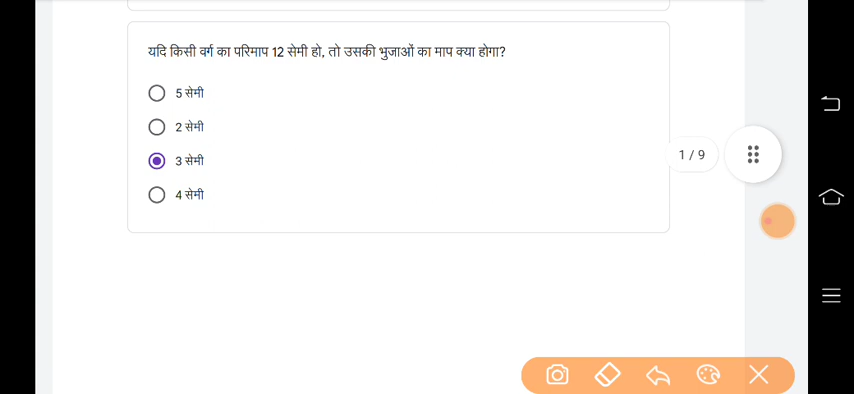 यदि किसी वर्ग का परिमाप 12 सेमी हो, तो उसकी भुजाओं का माप क्या होगा?
5 सेमी
2 सेमी
3 सेमी
4 सेमी
1 / 9